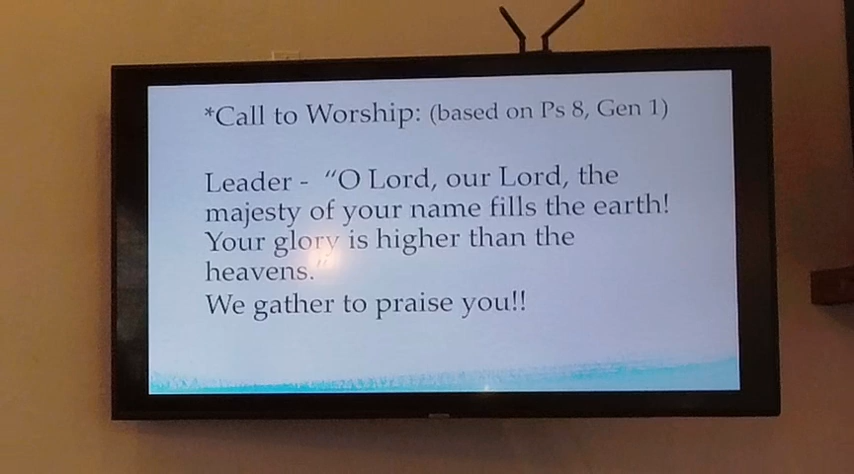 *Call to Worship: (based on Ps 8, Gen 1)
Leader - “O Lord, our Lord, the
majesty of your name fills the earth!
Your glory is higher than the
heavens.”
We gather to praise you!!